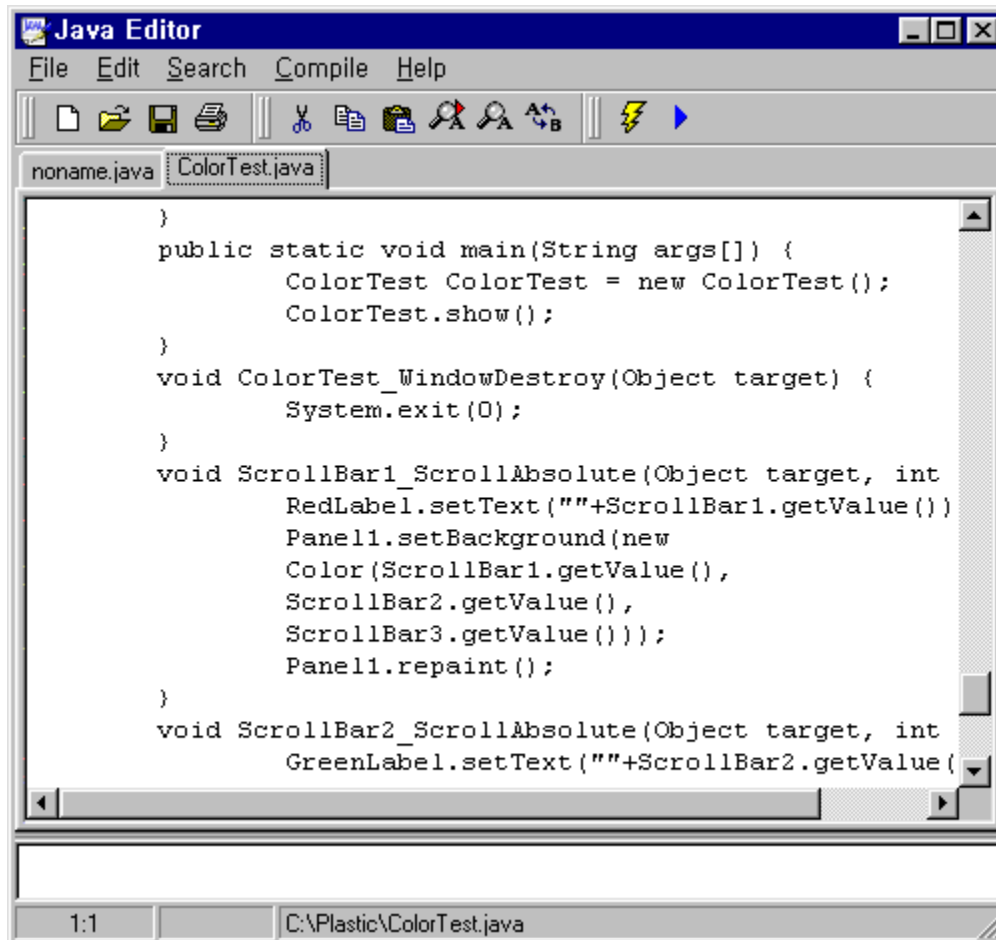 Java Editor
File Edit Search Compile Help
noname.java ColorTest.java
}
public static void main(String args[]) {
ColorTest ColorTest = new ColorTest();
ColorTest.show();
}
void ColorTest_WindowDestroy(Object target) {
System.exit(0);
}
void ScrollBar1_ScrollAbsolute(Object target, int
RedLabel.setText(""+ScrollBar1.getValue())
Panel1.setBackground(new
Color(ScrollBar1.getValue(),
ScrollBar2.getValue(),
ScrollBar3.getValue()));
Panel1.repaint();
}
void ScrollBar2_ScrollAbsolute(Object target, int
GreenLabel.setText(""+ScrollBar2.getValue(
1:1 C:\Plastic\ColorTest.java